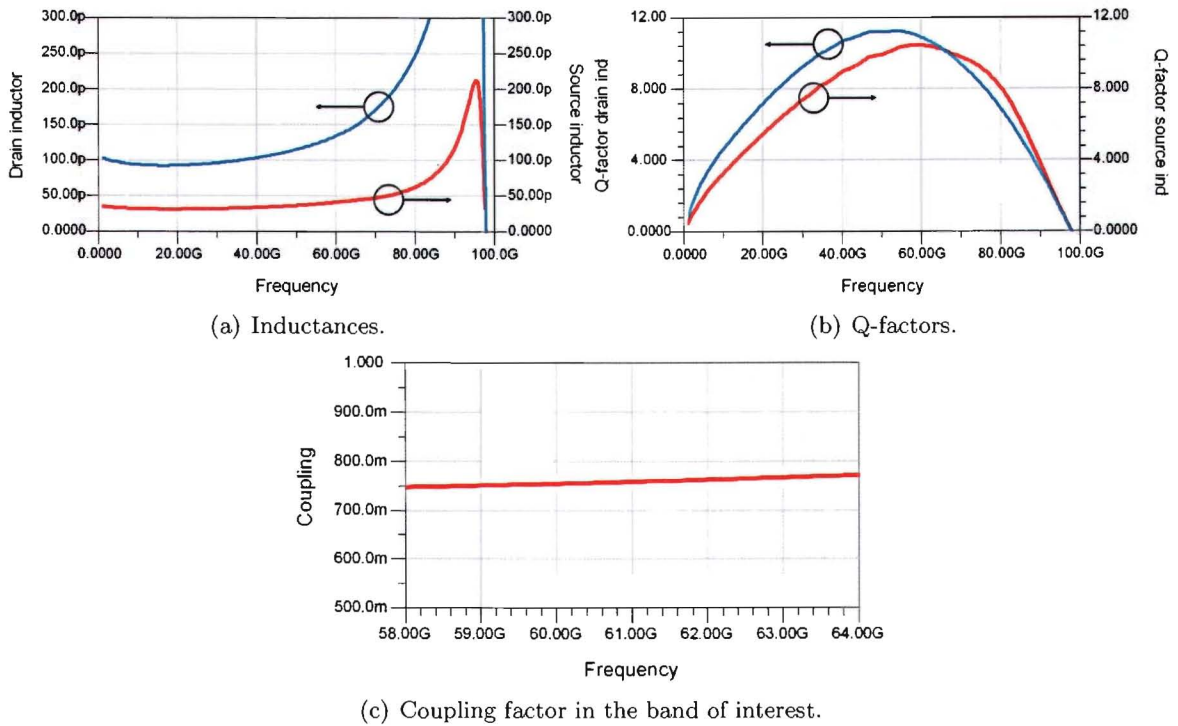 300.0p
250.0p
200.0p
150.0p
100.0p
50.00p
0.0000
Drain inductor
300.0p
250.0p
200.0p
150.0p
100.0p
50.00p
0.0000
Source inductor
0.0000 20.00G 40.00G 60.00G 80.00G 100.0G
Frequency
(a) Inductances.
12.00
8.000
4.000
0.0000
Q-factor drain ind
12.00
8.000
4.000
0.0000
Q-factor source ind
0.0000 20.00G 40.00G 60.00G 80.00G 100.0G
Frequency
(b) Q-factors.
1.000
900.0m
800.0m
700.0m
600.0m
500.0m
Coupling
58.00G 59.00G 60.00G 61.00G 62.00G 63.00G 64.00G
Frequency
(c) Coupling factor in the band of interest.